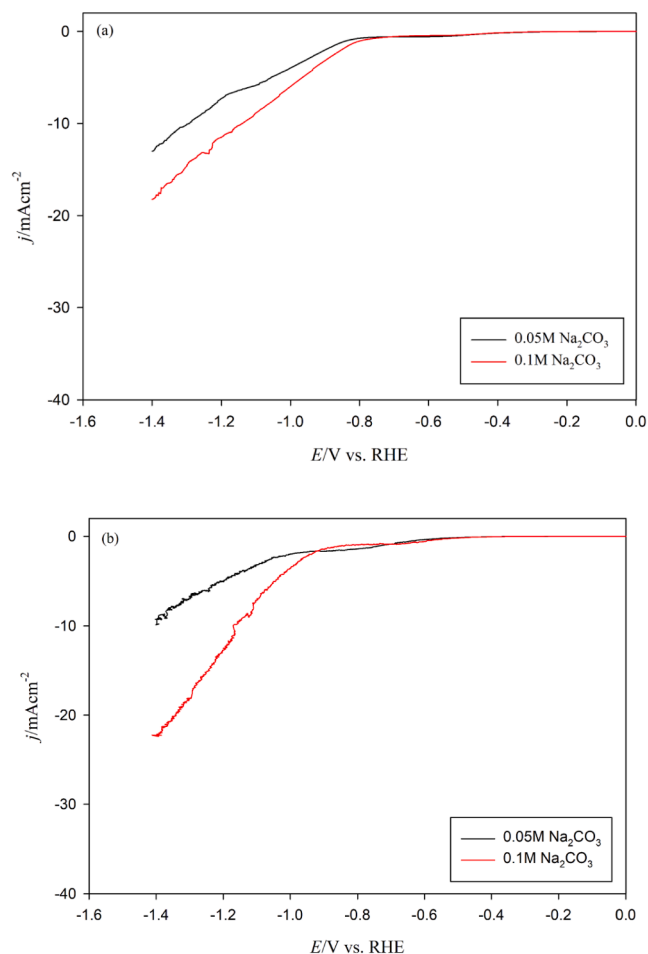 (a)
0
-10
-20
-30
-40
j/mAcm⁻²
0.05M Na₂CO₃
0.1M Na₂CO₃
-1.6 -1.4 -1.2 -1.0 -0.8 -0.6 -0.4 -0.2 0.0
E/V vs. RHE
(b)
0
-10
-20
-30
-40
j/mAcm⁻²
0.05M Na₂CO₃
0.1M Na₂CO₃
-1.6 -1.4 -1.2 -1.0 -0.8 -0.6 -0.4 -0.2 0.0
E/V vs. RHE